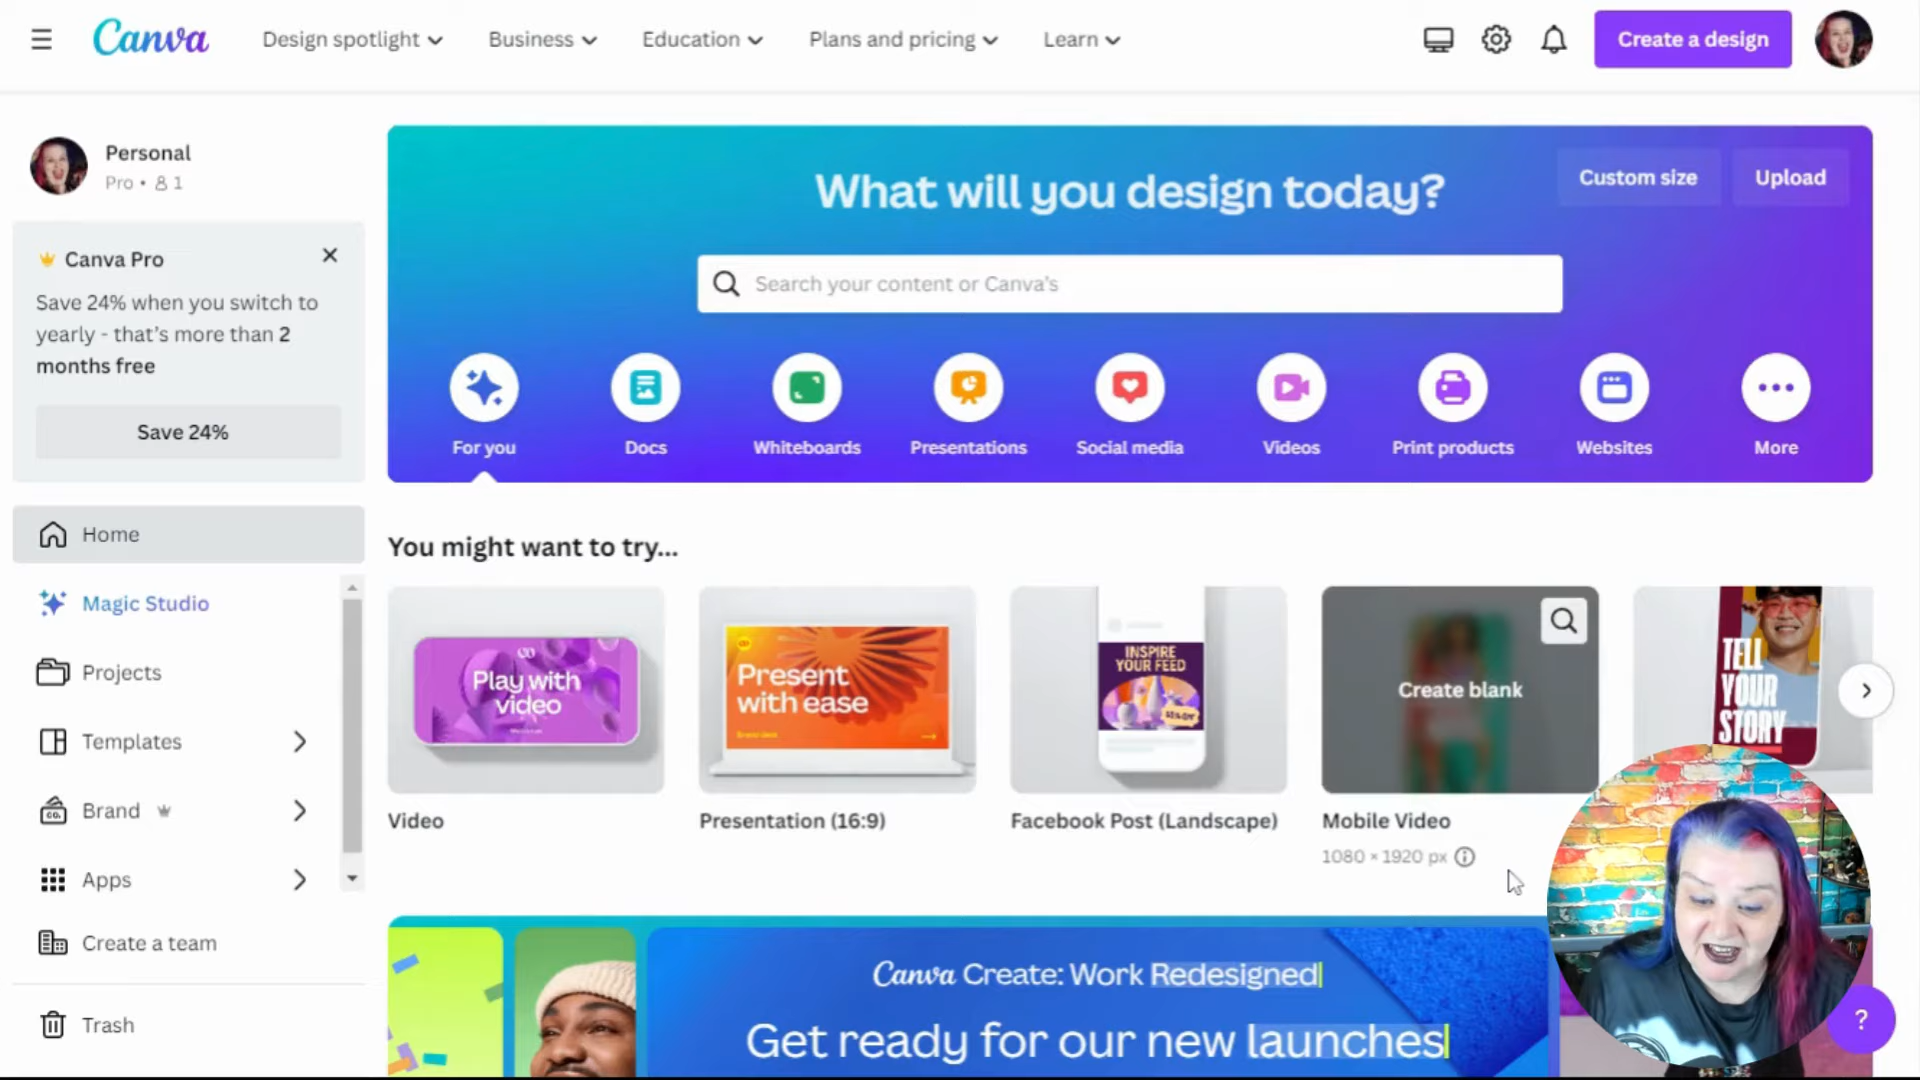 Canva
Design spotlight
Business
Education
Plans and pricing
Learn
Create a design
Personal
Pro • 1
Canva Pro
Save 24% when you switch to
yearly - that's more than 2
months free
Save 24%
Home
Magic Studio
Projects
Templates
Brand
CO.
Apps
Create a team
Trash
What will you design today?
Custom size
Upload
Search your content or Canva's
For you
Docs
Whiteboards
Presentations
Social media
Videos
Print products
Websites
More
You might want to try...
Play with
video
Present
with ease
INSPIRE
YOUR FEED
Create blank
TELL
YOUR
STORY
Video
Presentation (16:9)
Facebook Post (Landscape)
Mobile Video
1080 × 1920 px
Canva Create: Work Redesigned
Get ready for our new launches
?